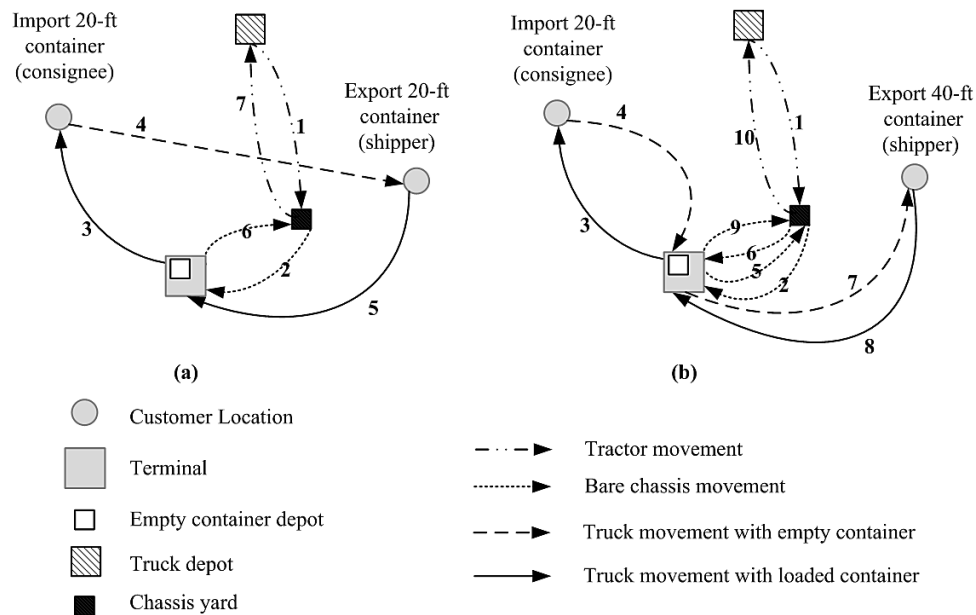 Import 20-ft
container
(consignee)
Export 20-ft
container
(shipper)
1
2
3
4
5
6
7
(a)
Import 20-ft
container
(consignee)
Export 40-ft
container
(shipper)
1
2
3
4
5
6
7
8
9
10
(b)
Customer Location
Terminal
Empty container depot
Truck depot
Chassis yard
Tractor movement
Bare chassis movement
Truck movement with empty container
Truck movement with loaded container